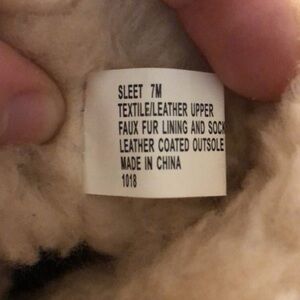 SLEET 7M
TEXTILE/LEATHER UPPER
FAUX FUR LINING AND SOCK
LEATHER COATED OUTSOLE
MADE IN CHINA
1018